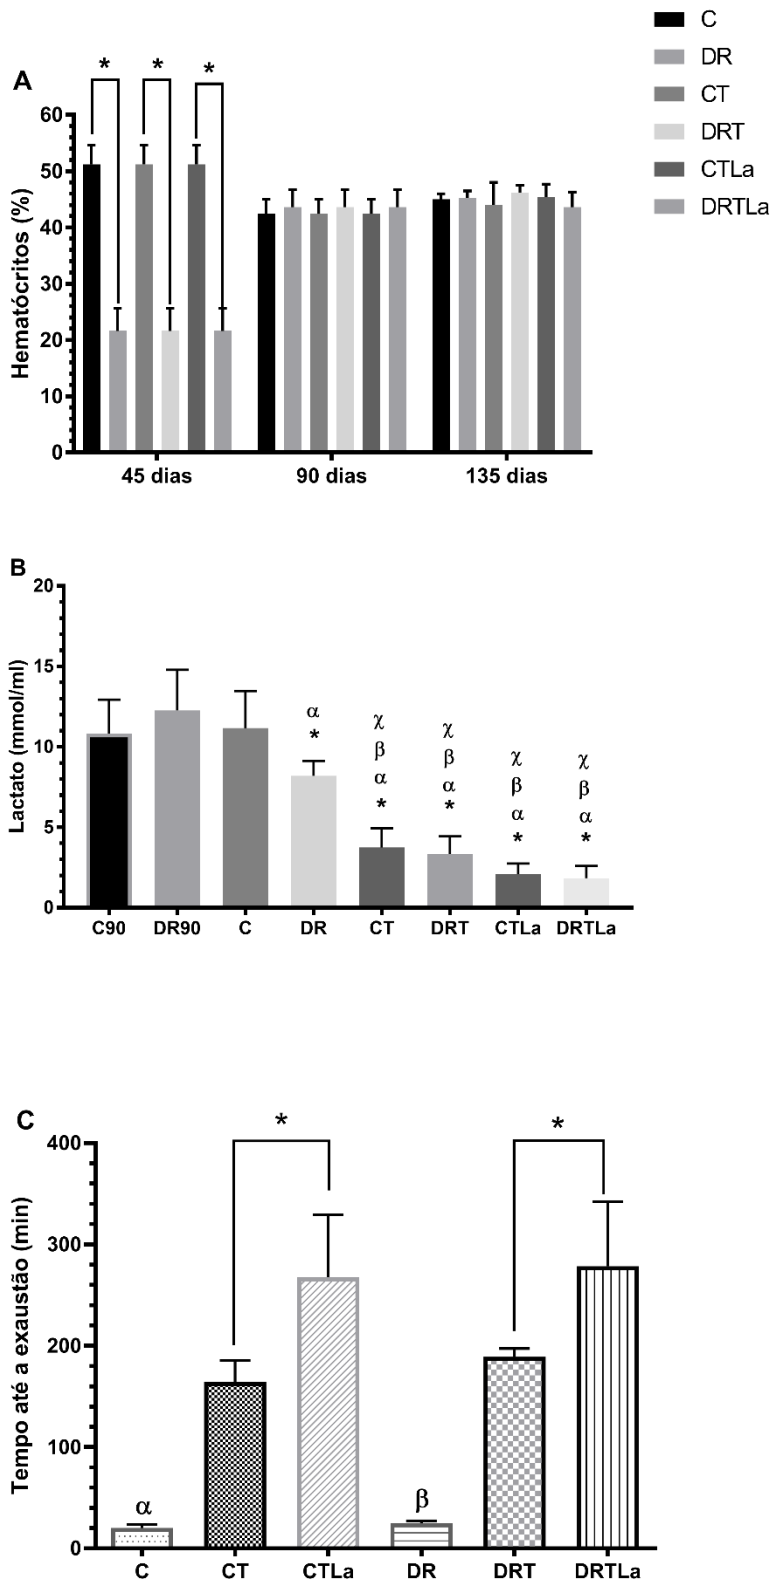 C
DR
CT
DRT
CTLa
DRTLa
A
* * *
Hematócritos (%)
60
50
40
30
20
10
0
45 dias 90 dias 135 dias
B
Lactato (mmol/ml)
20
15
10
5
0
α
*
χ
β
α
*
χ
β
α
*
χ
β
α
*
χ
β
α
*
C90 DR90 C DR CT DRT CTLa DRTLa
C
* *
Tempo até a exaustão (min)
400
300
200
100
0
α β
C CT CTLa DR DRT DRTLa